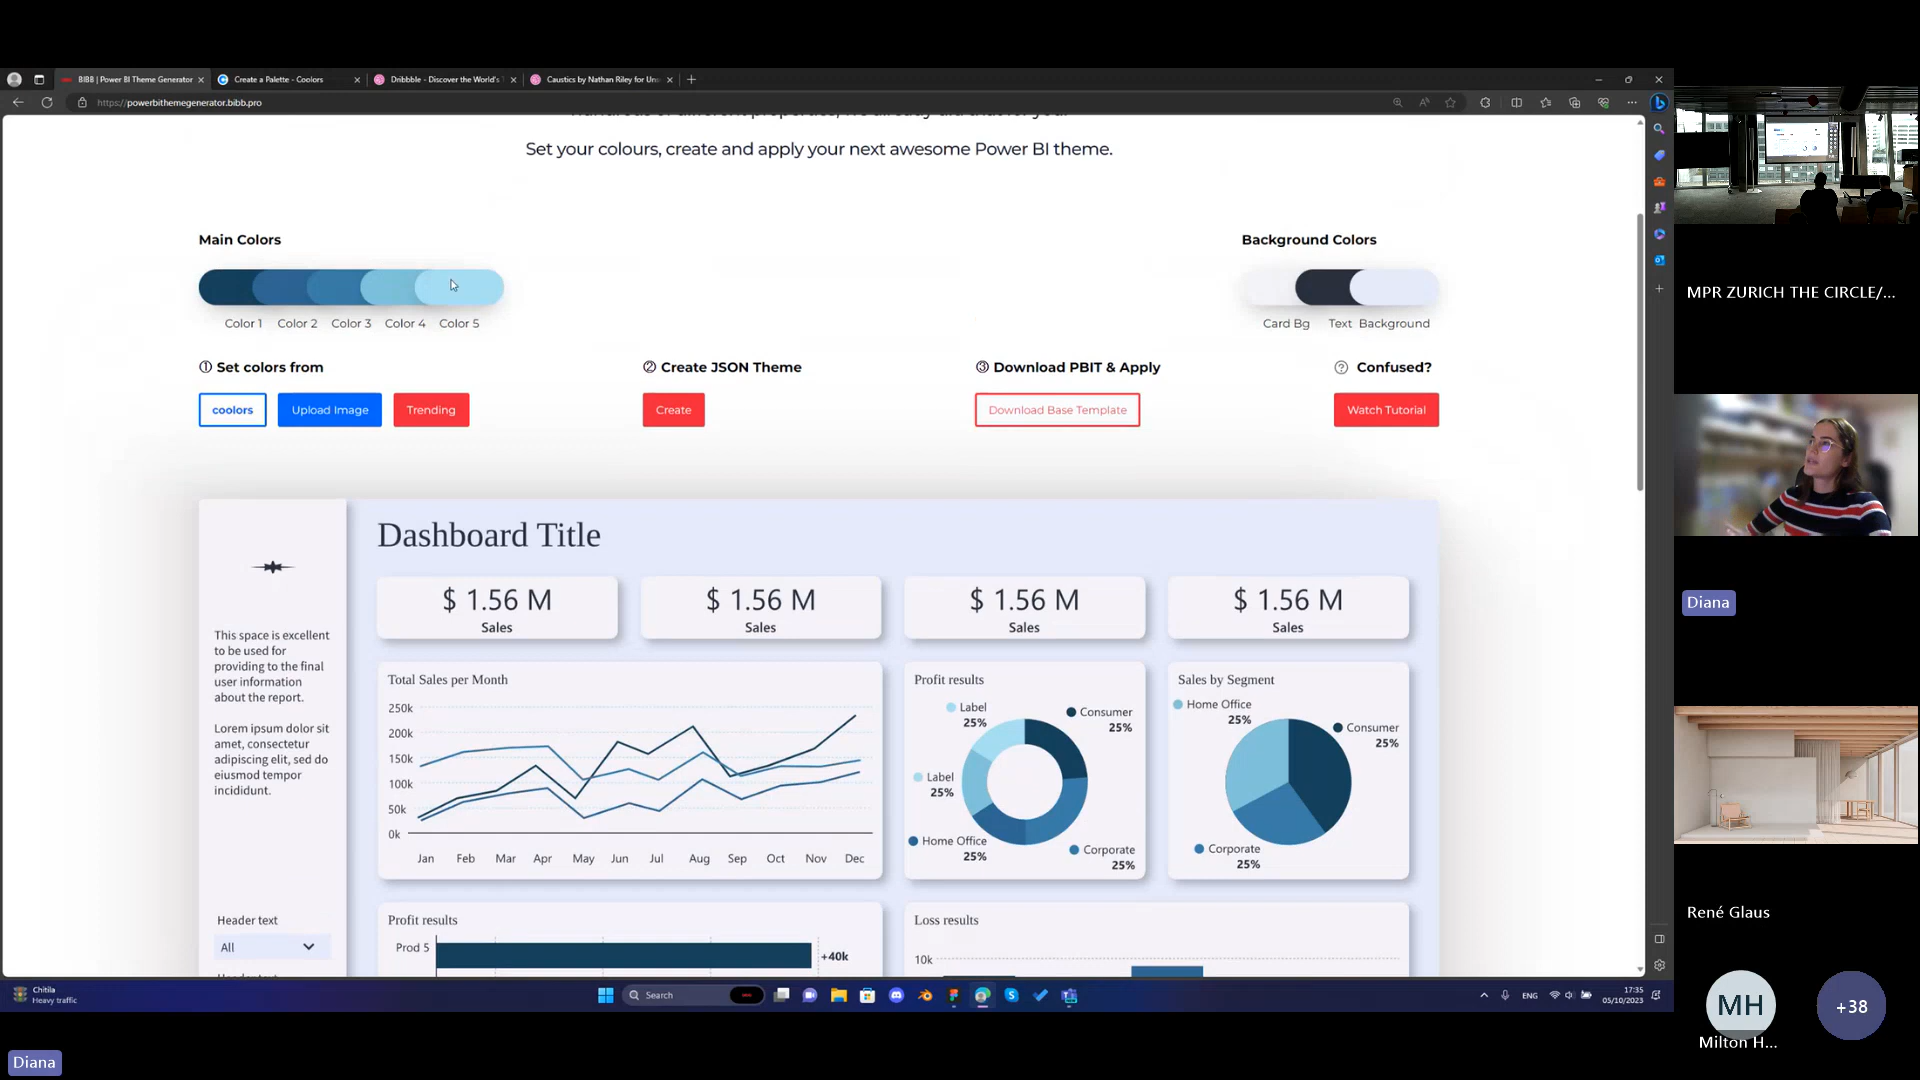 BIBB | Power BI Theme Generator
Create a Palette - Coolors
Dribbble - Discover the World's
Caustics by Nathan Riley for Un
https://powerbithemegenerator.bibb.pro
Set your colours, create and apply your next awesome Power BI theme.
Main Colors
Background Colors
Color 1 Color 2 Color 3 Color 4 Color 5
Card Bg Text Background
① Set colors from
② Create JSON Theme
③ Download PBIT & Apply
? Confused?
coolors
Upload Image
Trending
Create
Download Base Template
Watch Tutorial
Dashboard Title
$ 1.56 M
Sales
$ 1.56 M
Sales
$ 1.56 M
Sales
$ 1.56 M
Sales
This space is excellent
to be used for
providing to the final
user information
about the report.
Lorem ipsum dolor sit
amet, consectetur
adipiscing elit, sed do
eiusmod tempor
incididunt.
Header text
All
Total Sales per Month
250k
200k
150k
100k
50k
0k
Jan Feb Mar Apr May Jun Jul Aug Sep Oct Nov Dec
Profit results
Label
25%
Consumer
25%
Label
25%
Home Office
25%
Corporate
25%
Sales by Segment
Home Office
25%
Consumer
25%
Corporate
25%
Profit results
Prod 5
+40k
Loss results
10k
Chitila
Heavy traffic
Search
ENG
17:35
05/10/2023
Diana
MPR ZURICH THE CIRCLE/...
Diana
René Glaus
MH
Milton H...
+38